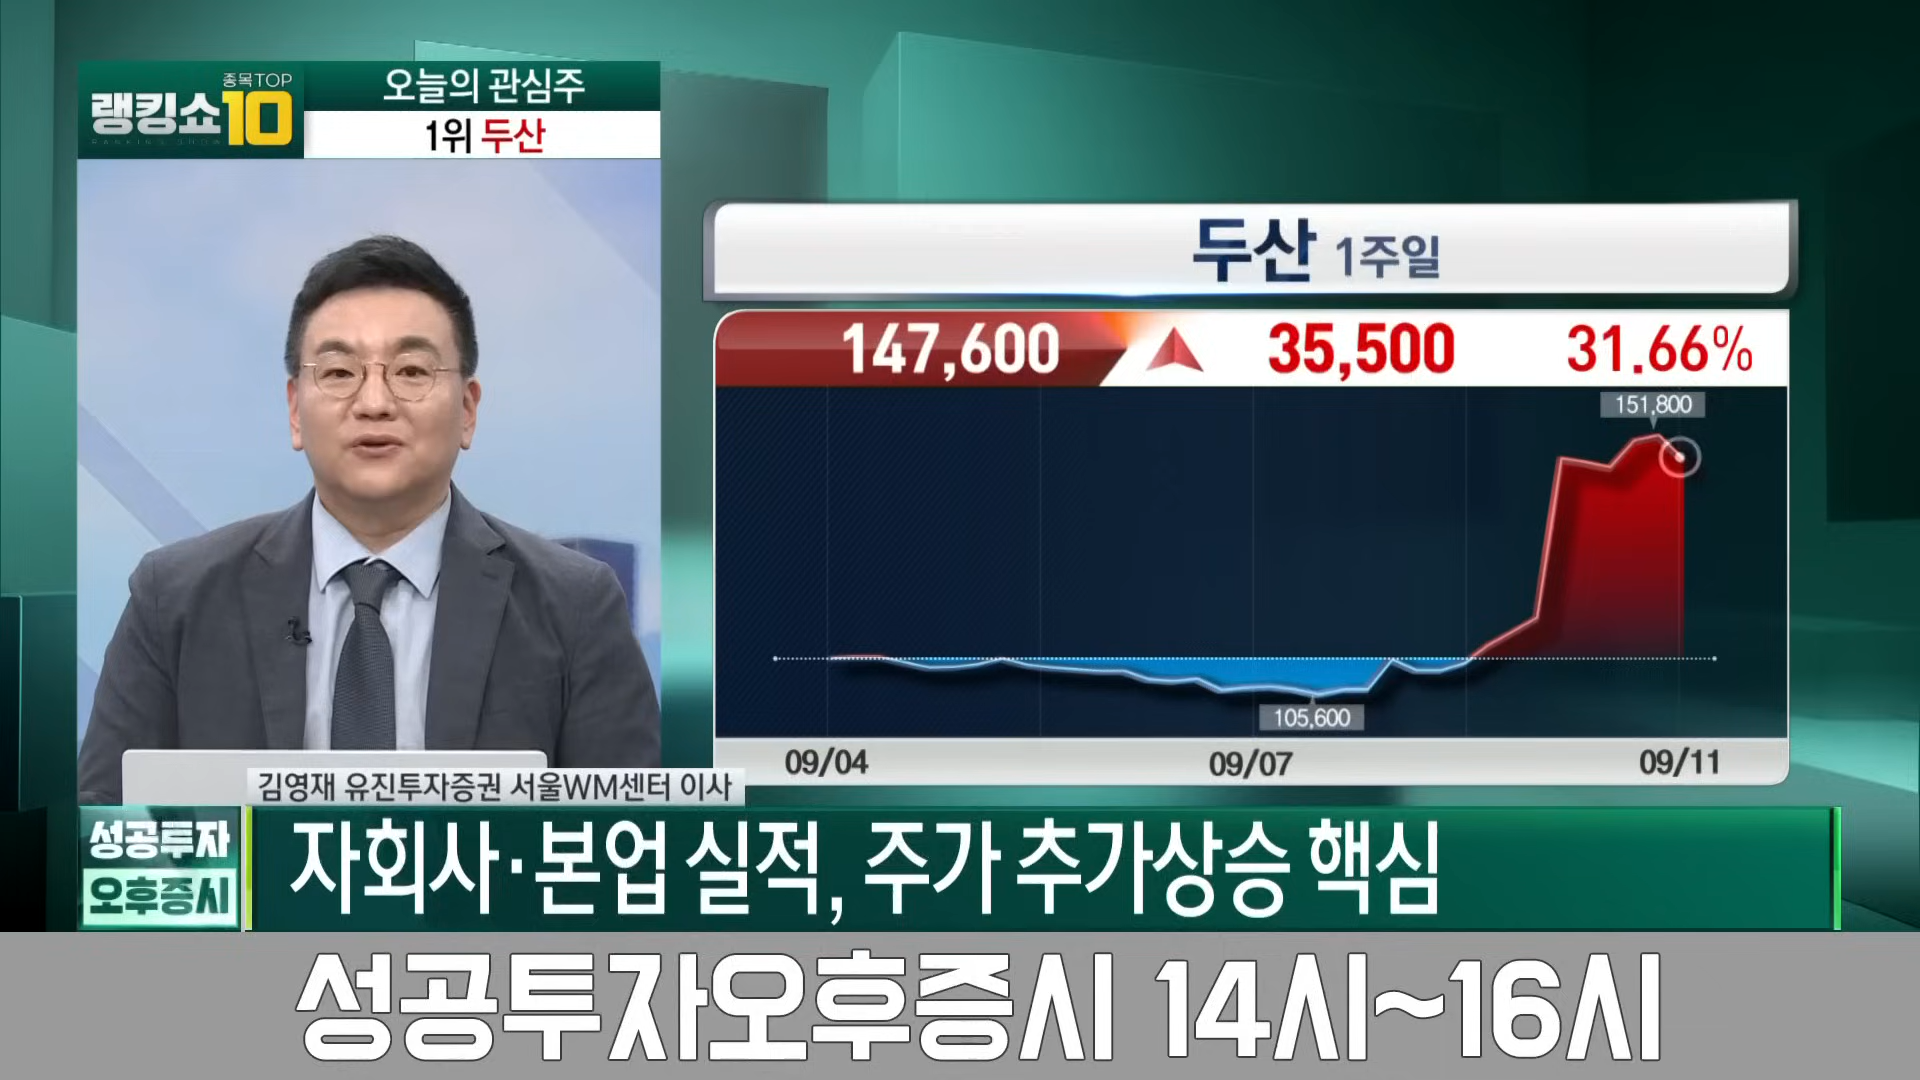 종목TOP
랭킹쇼10
RANKING SHOW
오늘의 관심주
1위 두산
두산 1주일
147,600 35,500 31.66%
151,800
105,600
09/04 09/07 09/11
김영재 유진투자증권 서울WM센터 이사
성공투자
오후증시
자회사·본업 실적, 주가 추가상승 핵심
성공투자오후증시 14시~16시